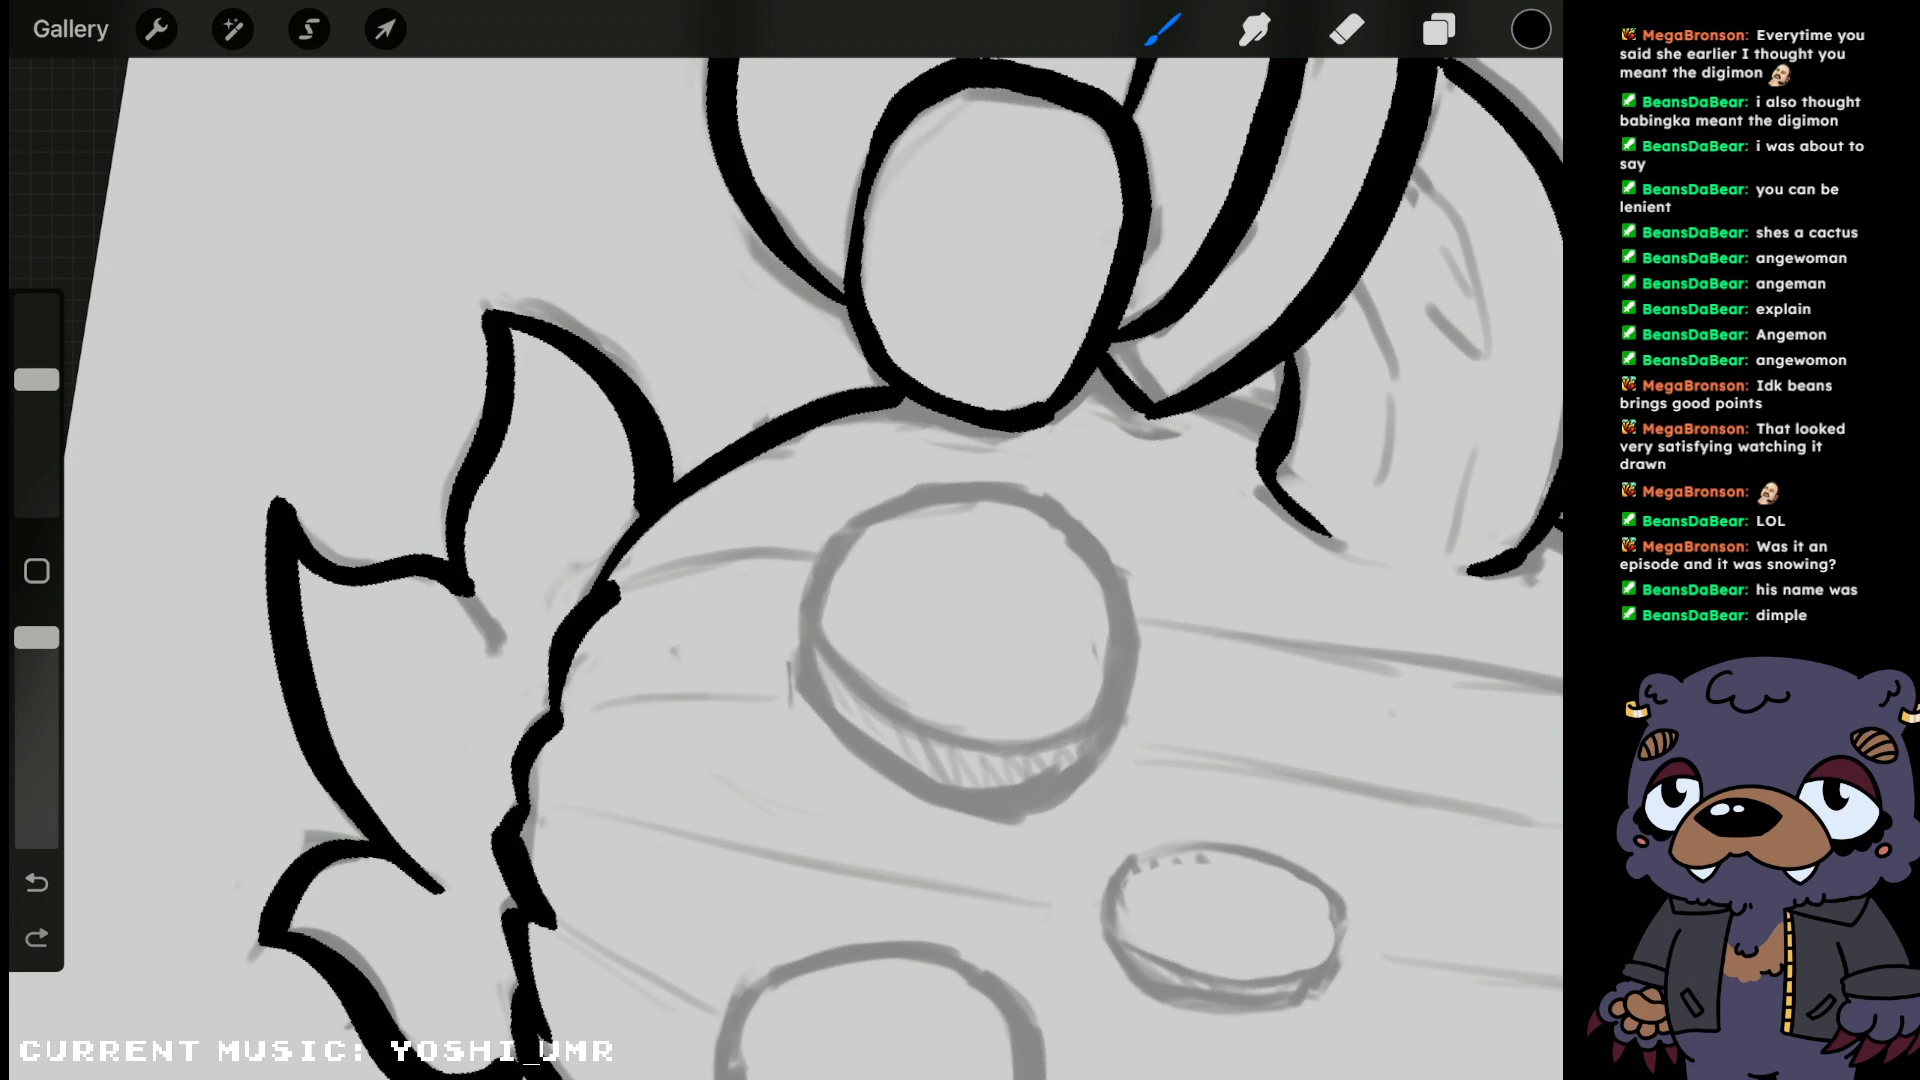 Gallery
MegaBronson: Everytime you
said she earlier I thought you
meant the digimon
BeansDaBear: i also thought
babingka meant the digimon
BeansDaBear: i was about to
say
BeansDaBear: you can be
lenient
BeansDaBear: shes a cactus
BeansDaBear: angewoman
BeansDaBear: angeman
BeansDaBear: explain
BeansDaBear: Angemon
BeansDaBear: angewomon
MegaBronson: Idk beans
brings good points
MegaBronson: That looked
very satisfying watching it
drawn
MegaBronson:
BeansDaBear: LOL
MegaBronson: Was it an
episode and it was snowing?
BeansDaBear: his name was
BeansDaBear: dimple
CURRENT MUSIC: YOSHI_UMR